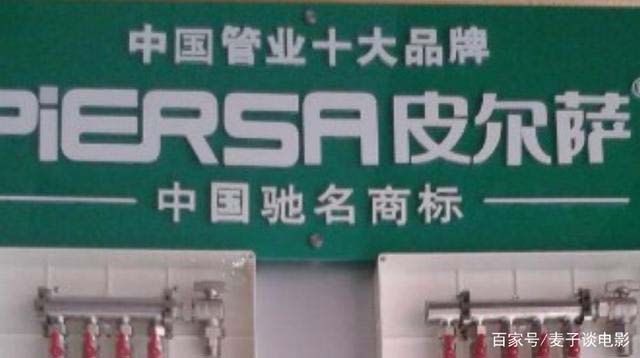 中国管业十大品牌
PiERSA皮尔萨®
中国驰名商标
百家号/麦子谈电影